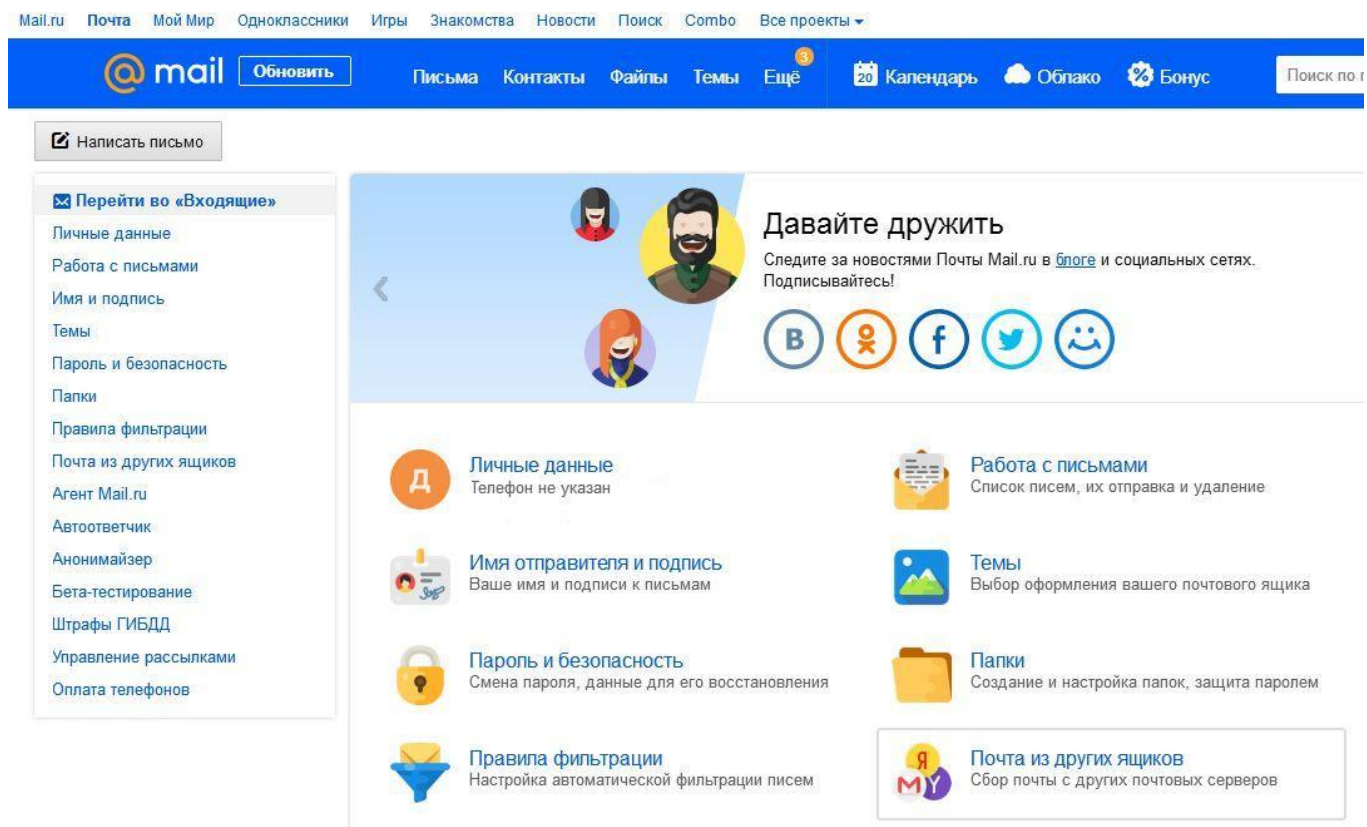 Mail.ru Почта Мой Мир Одноклассники Игры Знакомства Новости Поиск Combo Все проекты
@mail Обновить Письма Контакты Файлы Темы Ещё 3 20 Календарь Облако % Бонус Поиск по
Написать письмо
Перейти во «Входящие»
Личные данные
Работа с письмами
Имя и подпись
Темы
Пароль и безопасность
Папки
Правила фильтрации
Почта из других ящиков
Агент Mail.ru
Автоответчик
Анонимайзер
Бета-тестирование
Штрафы ГИБДД
Управление рассылками
Оплата телефонов
Давайте дружить
Следите за новостями Почты Mail.ru в блоге и социальных сетях.
Подписывайтесь!
В f
Д
Личные данные
Телефон не указан
Работа с письмами
Список писем, их отправка и удаление
Имя отправителя и подпись
Ваше имя и подписи к письмам
Темы
Выбор оформления вашего почтового ящика
Пароль и безопасность
Смена пароля, данные для его восстановления
Папки
Создание и настройка папок, защита паролем
Правила фильтрации
Настройка автоматической фильтрации писем
Я
M Y
Почта из других ящиков
Сбор почты с других почтовых серверов